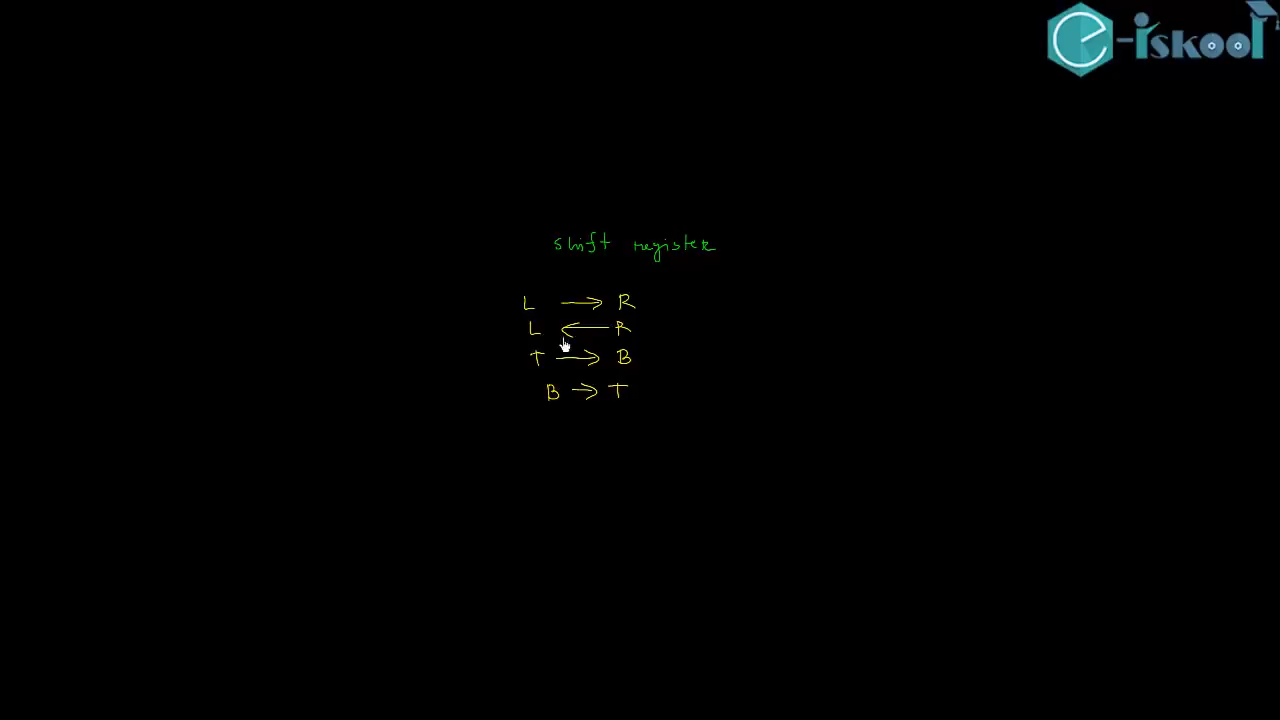 e-iskool
shift register
L → R
L ← R
T → B
B → T